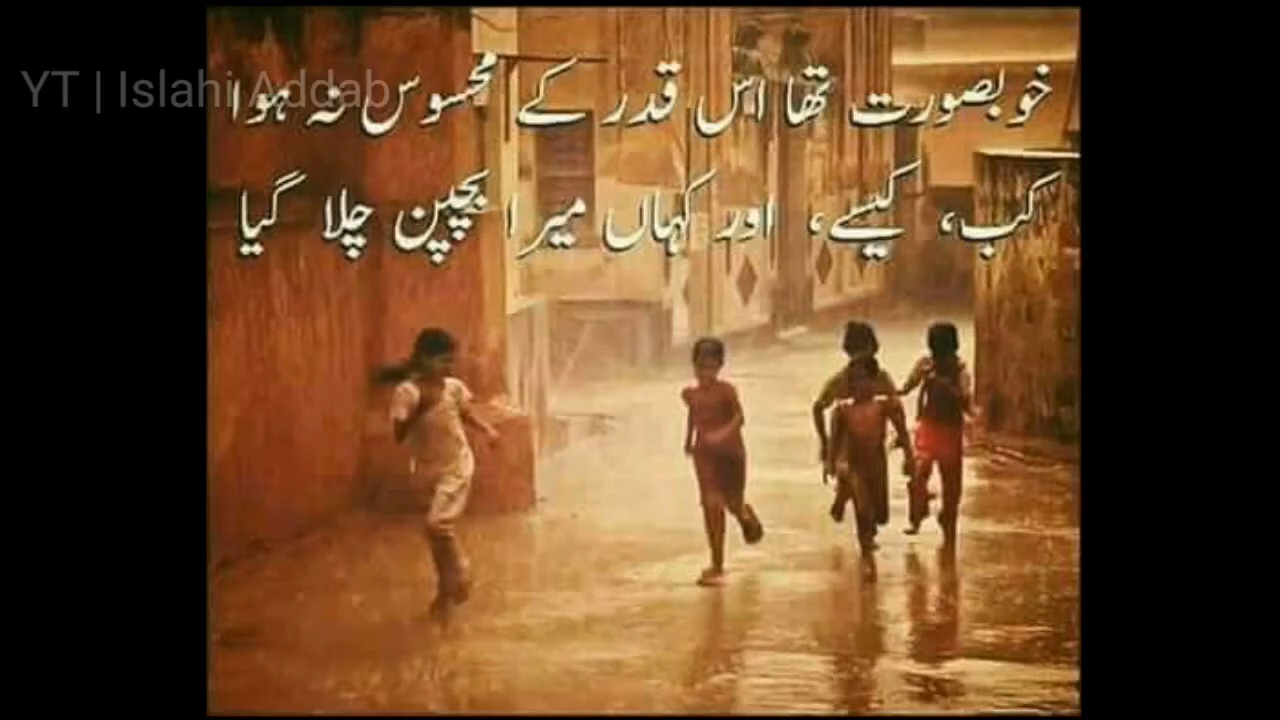 YT | Islahi Addab
خوبصورت تھا اس قدر کے محسوس نہ ہوا
کب، کیسے، اور کہاں میرا بچپن چلا گیا